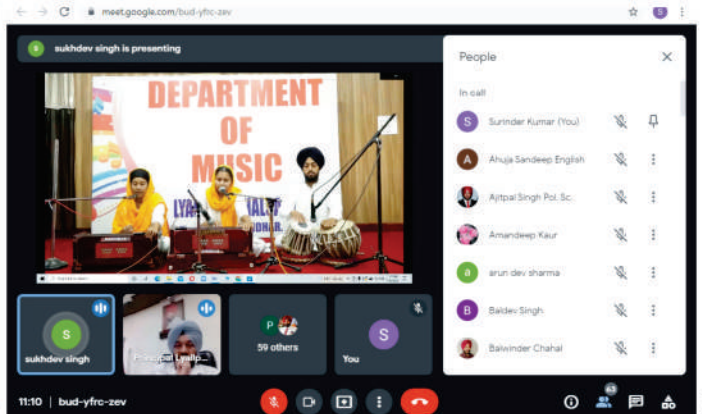 meet.google.com/bud-yfrc-zev
S
S
sukhdev singh is presenting
DEPARTMENT
OF
MUSIC
People
In call
S Surinder Kumar (You)
A Ahuja Sandeep English
Ajitpal Singh Pol. Sc.
Amandeep Kaur
a arun dev sharma
B Baldev Singh
Balwinder Chahal
S
sukhdev singh
Principal Lyallp...
P
59 others
S
You
11:10 | bud-yfrc-zev
63